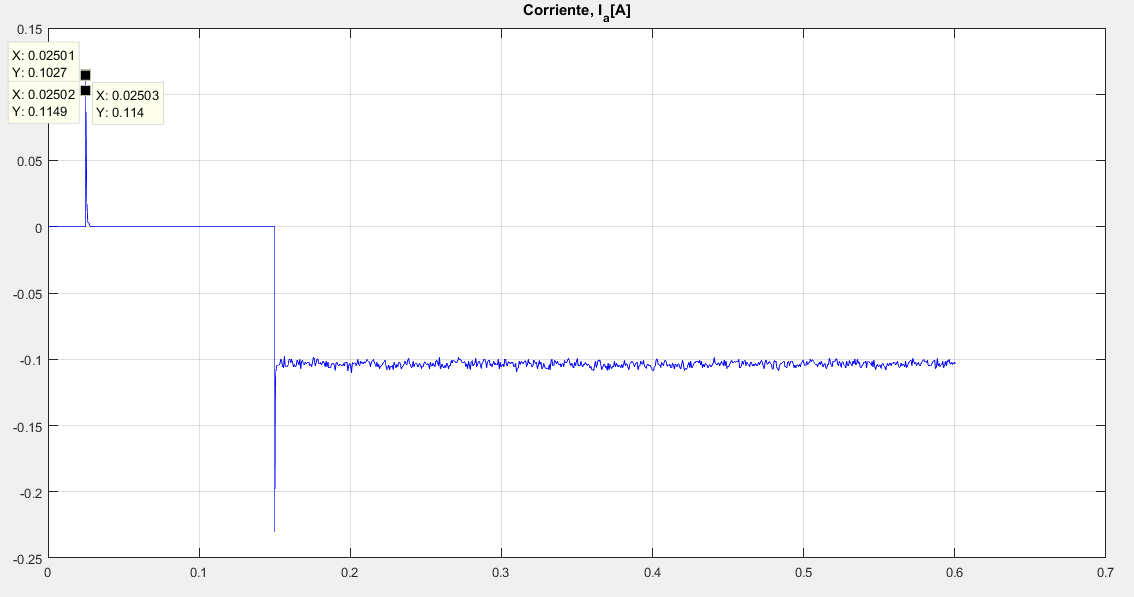 Corriente, Ia[A]
0.15
X: 0.02501
Y: 0.1027
X: 0.02502
Y: 0.1149
X: 0.02503
Y: 0.114
0.05
0
-0.05
-0.1
-0.15
-0.2
-0.25
0 0.1 0.2 0.3 0.4 0.5 0.6 0.7